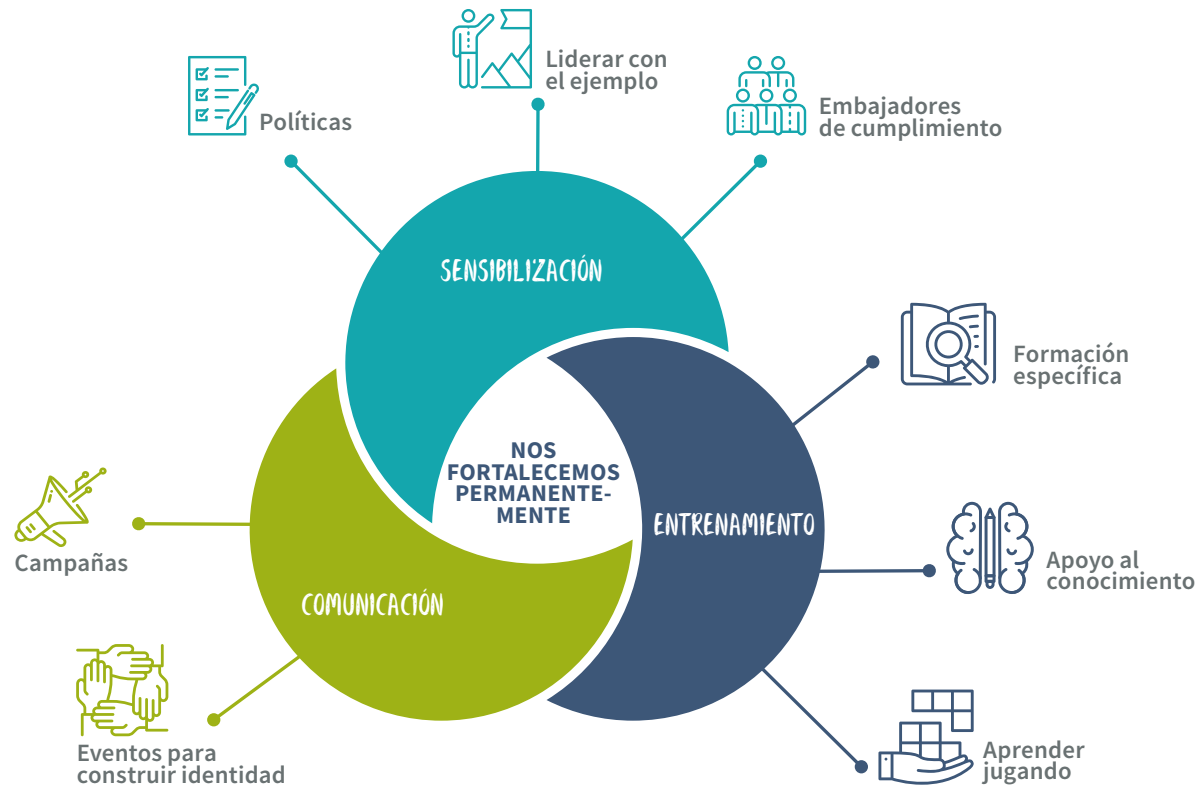 Liderar con
el ejemplo
Políticas
Embajadores
de cumplimiento
SENSIBILIZACIÓN
Formación
específica
NOS
FORTALECEMOS
PERMANENTE-
MENTE
ENTRENAMIENTO
Campañas
Apoyo al
conocimiento
COMUNICACIÓN
Eventos para
construir identidad
Aprender
jugando